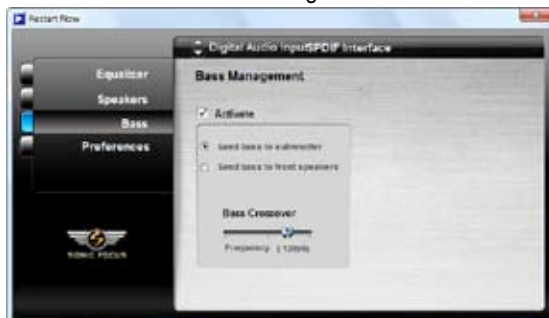 Restart Now
Digital Audio Input/SPDIF Interface
Equalizer
Speakers
Bass
Preferences
Bass Management
Activate
Send bass to subwoofer
Send bass to front speakers
Bass Crossover
Frequency
SONIC FOCUS